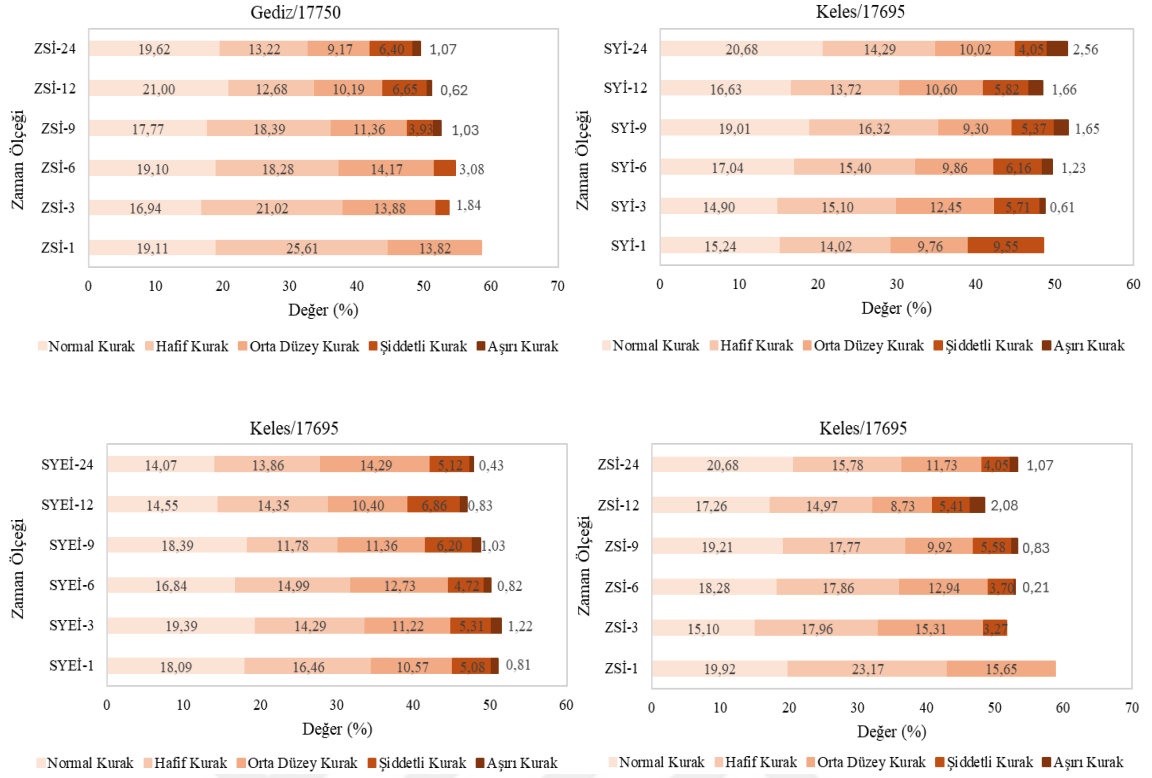 Gediz/17750
Zaman Ölçeği
ZSİ-24 19,62 13,22 9,17 6,40 1,07
ZSİ-12 21,00 12,68 10,19 6,65 0,62
ZSİ-9 17,77 18,39 11,36 3,93 1,03
ZSİ-6 19,10 18,28 14,17 3,08
ZSİ-3 16,94 21,02 13,88 1,84
ZSİ-1 19,11 25,61 13,82
0 10 20 30 40 50 60 70
Değer (%)
Normal Kurak Hafif Kurak Orta Düzey Kurak Şiddetli Kurak Aşırı Kurak
Keles/17695
Zaman Ölçeği
SYİ-24 20,68 14,29 10,02 4,05 2,56
SYİ-12 16,63 13,72 10,60 5,82 1,66
SYİ-9 19,01 16,32 9,30 5,37 1,65
SYİ-6 17,04 15,40 9,86 6,16 1,23
SYİ-3 14,90 15,10 12,45 5,71 0,61
SYİ-1 15,24 14,02 9,76 9,55
0 10 20 30 40 50 60
Değer (%)
Normal Kurak Hafif Kurak Orta Düzey Kurak Şiddetli Kurak Aşırı Kurak
Keles/17695
Zaman Ölçeği
SYEİ-24 14,07 13,86 14,29 5,12 0,43
SYEİ-12 14,55 14,35 10,40 6,86 0,83
SYEİ-9 18,39 11,78 11,36 6,20 1,03
SYEİ-6 16,84 14,99 12,73 4,72 0,82
SYEİ-3 19,39 14,29 11,22 5,31 1,22
SYEİ-1 18,09 16,46 10,57 5,08 0,81
0 10 20 30 40 50 60
Değer (%)
Normal Kurak Hafif Kurak Orta Düzey Kurak Şiddetli Kurak Aşırı Kurak
Keles/17695
Zaman Ölçeği
ZSİ-24 20,68 15,78 11,73 4,05 1,07
ZSİ-12 17,26 14,97 8,73 5,41 2,08
ZSİ-9 19,21 17,77 9,92 5,58 0,83
ZSİ-6 18,28 17,86 12,94 3,70 0,21
ZSİ-3 15,10 17,96 15,31 3,27
ZSİ-1 19,92 23,17 15,65
0 10 20 30 40 50 60 70
Değer (%)
Normal Kurak Hafif Kurak Orta Düzey Kurak Şiddetli Kurak Aşırı Kurak